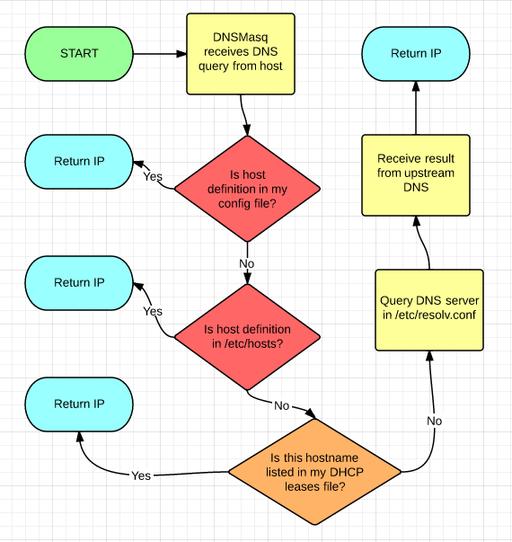 START
DNSMasq
receives DNS
query from host
Return IP
Return IP
Yes
Is host
definition in my
config file?
Receive result
from upstream
DNS
No
Return IP
Yes
Is host definition
in /etc/hosts?
Query DNS server
in /etc/resolv.conf
Return IP
No
No
Yes
Is this hostname
listed in my DHCP
leases file?